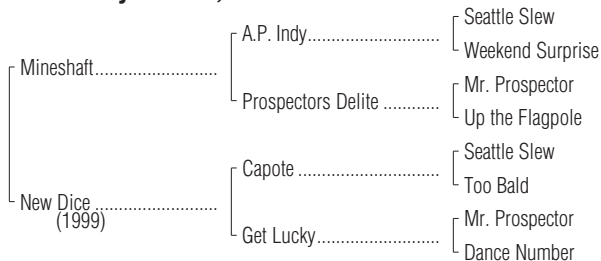 Seattle Slew
A.P. Indy
Weekend Surprise
Mineshaft
Mr. Prospector
Prospectors Delite
Up the Flagpole
Seattle Slew
Capote
Too Bald
New Dice
(1999)
Mr. Prospector
Get Lucky
Dance Number